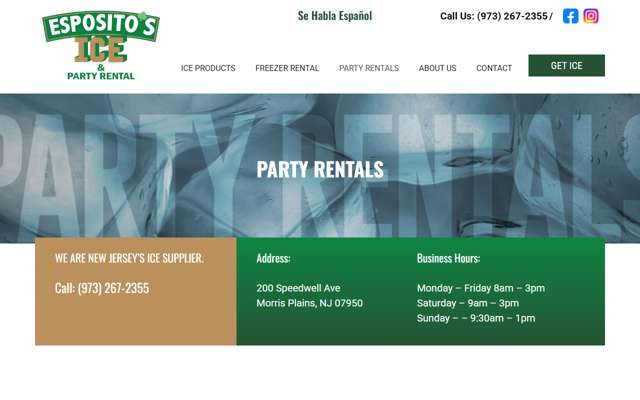 ESPOSITO'S
ICE
&
PARTY RENTAL
Se Habla Español
Call Us: (973) 267-2355 /
ICE PRODUCTS
FREEZER RENTAL
PARTY RENTALS
ABOUT US
CONTACT
GET ICE
PARTY RENTALS
PARTY RENTALS
WE ARE NEW JERSEY'S ICE SUPPLIER.
Call: (973) 267-2355
Address:
200 Speedwell Ave
Morris Plains, NJ 07950
Business Hours:
Monday – Friday 8am – 3pm
Saturday – 9am – 3pm
Sunday – – 9:30am – 1pm